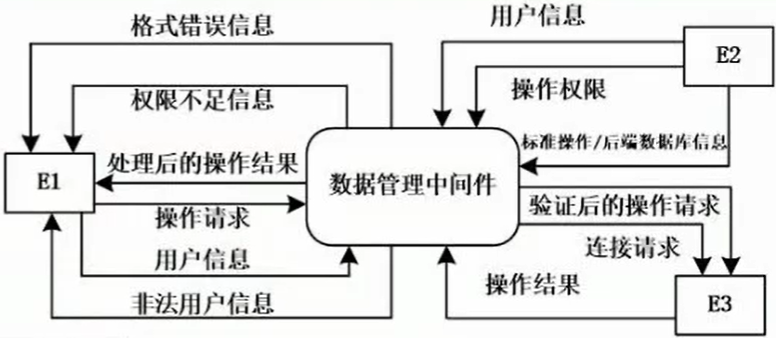 格式错误信息
用户信息
E2
权限不足信息
操作权限
标准操作/后端数据库信息
处理后的操作结果
E1
数据管理中间件
操作请求
验证后的操作请求
连接请求
用户信息
操作结果
非法用户信息
E3